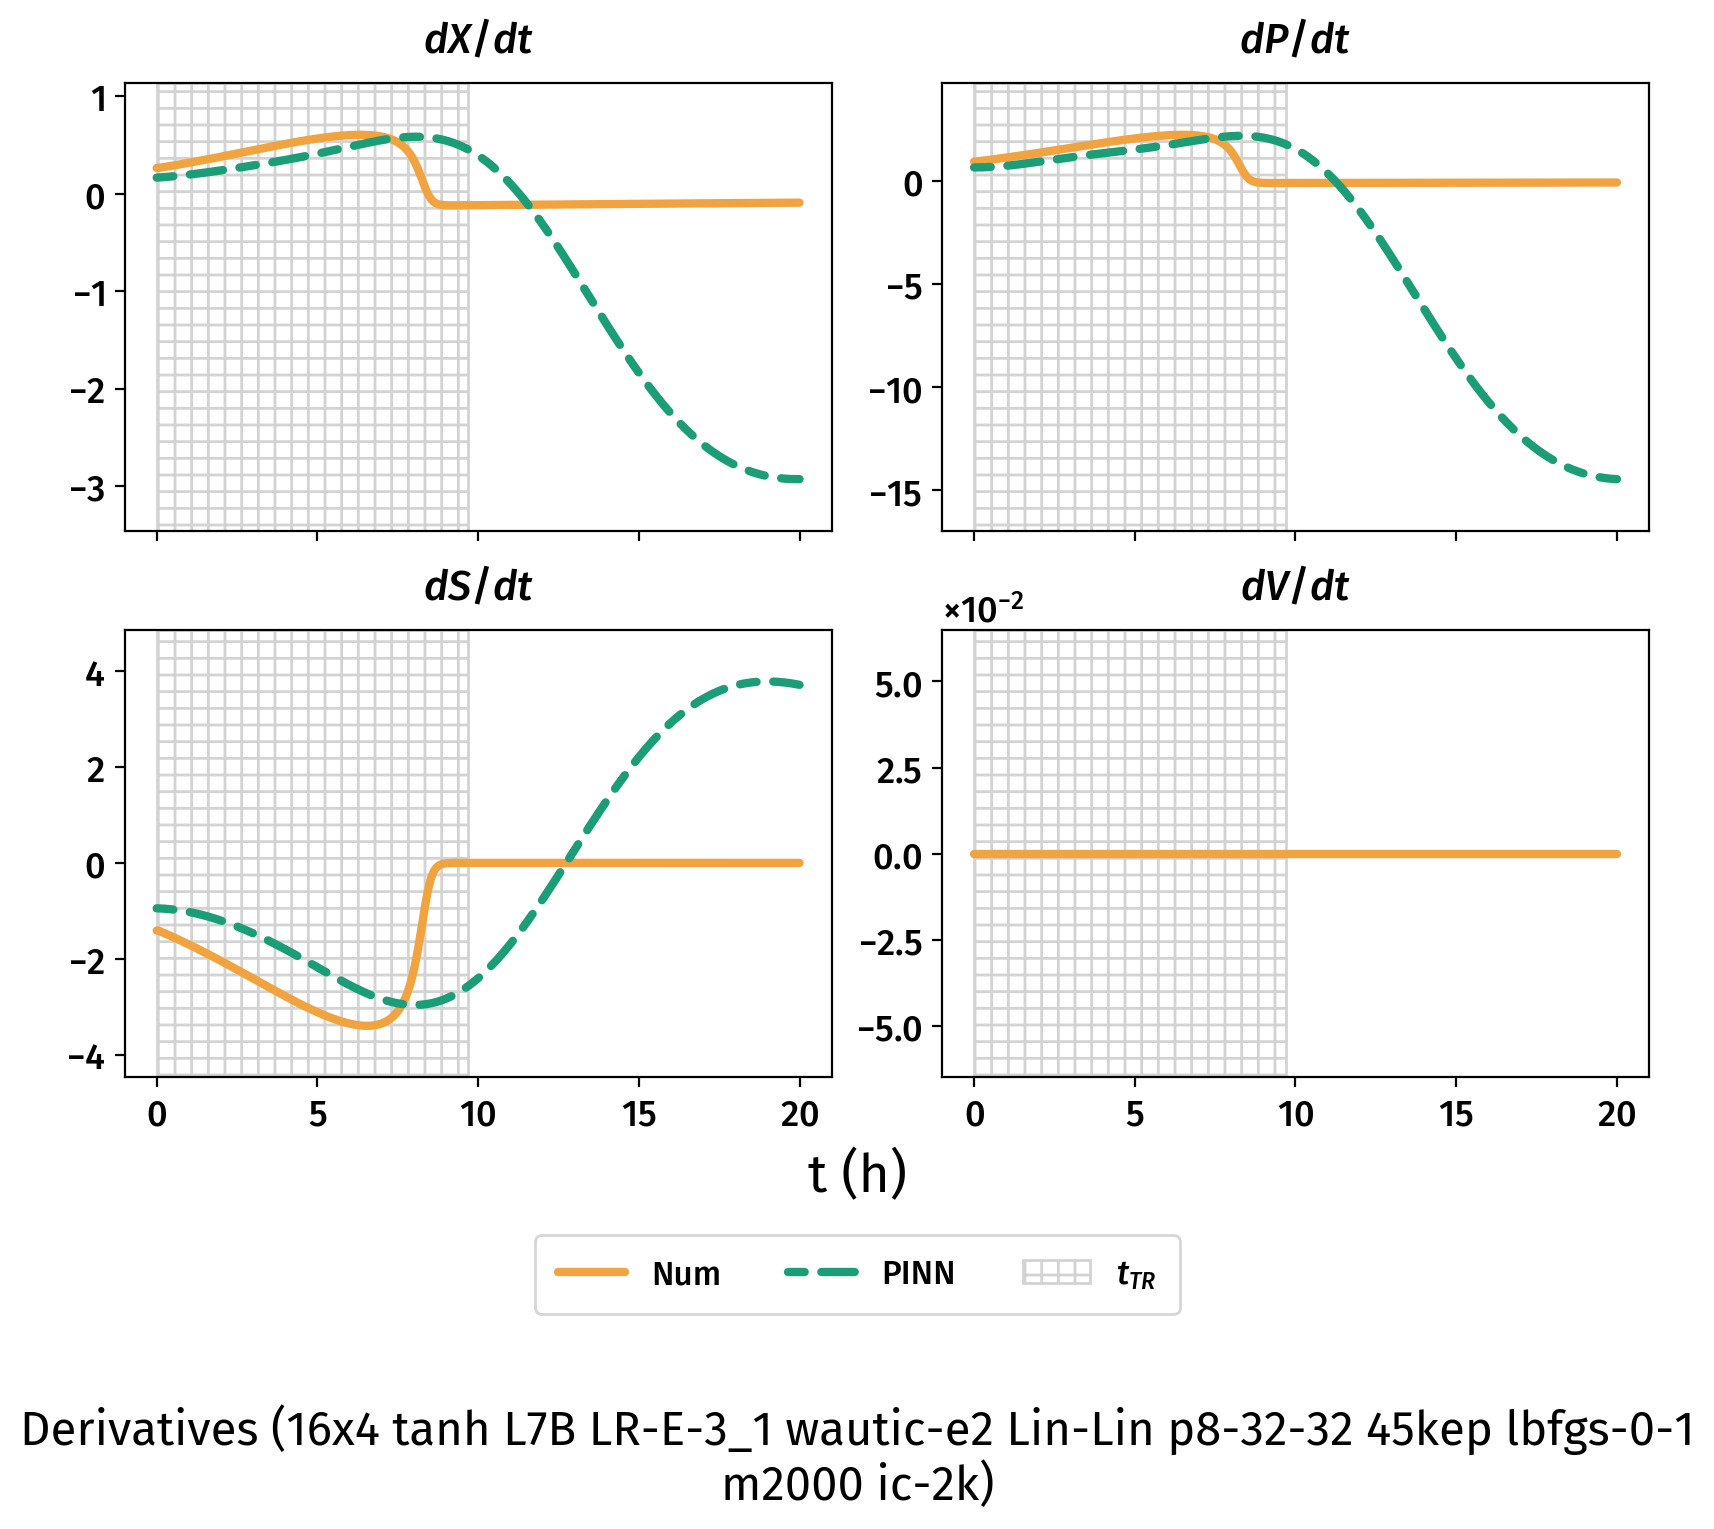 dX/dt
dP/dt
1
0
−1
−2
−3
0
−5
−10
−15
dS/dt
dV/dt
×10⁻²
4
2
0
−2
−4
5.0
2.5
0.0
−2.5
−5.0
0 5 10 15 20
0 5 10 15 20
t (h)
Num PINN t_TR
Derivatives (16x4 tanh L7B LR-E-3_1 wautic-e2 Lin-Lin p8-32-32 45kep lbfgs-0-1
m2000 ic-2k)